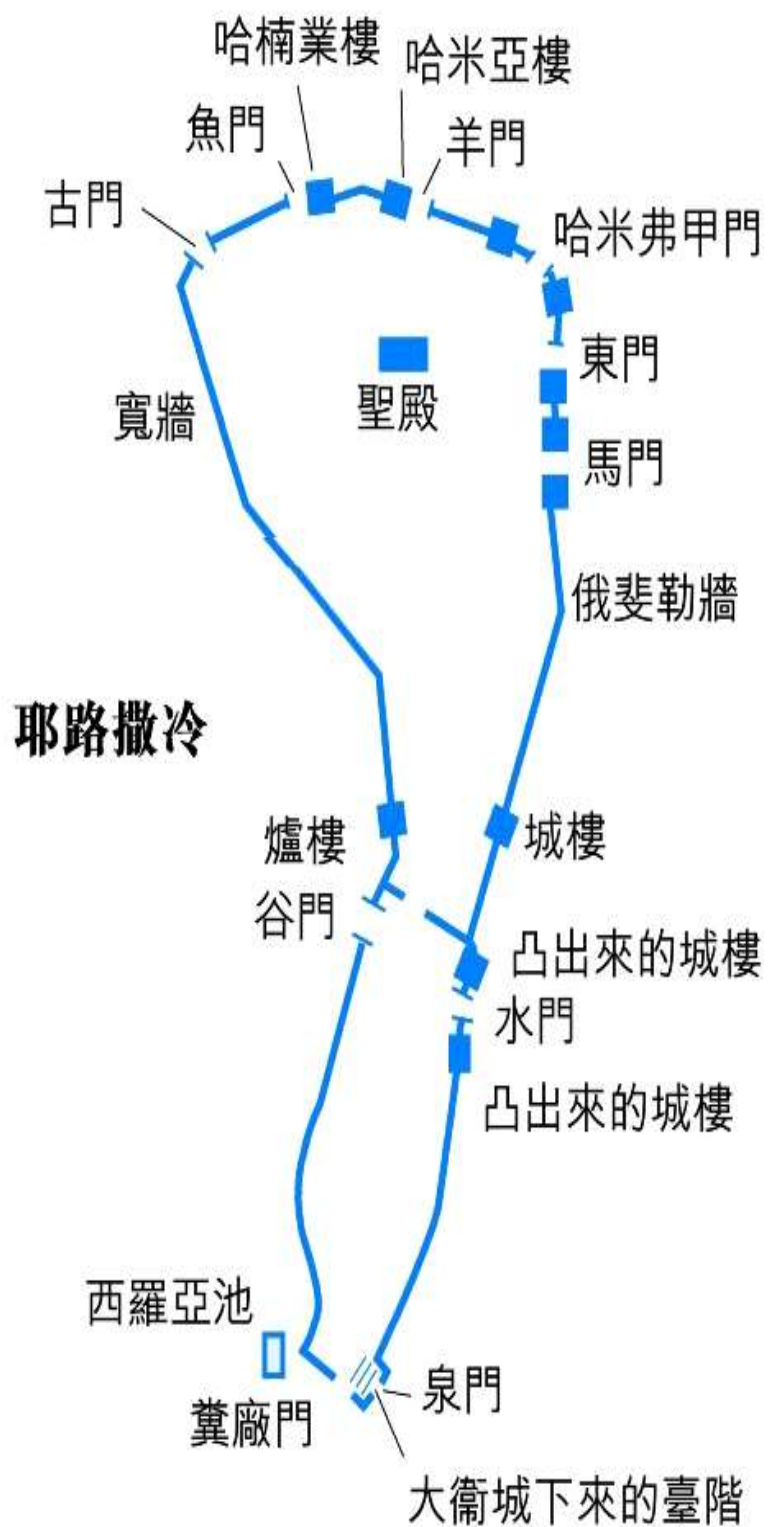 哈楠業樓
哈米亞樓
魚門
羊門
古門
哈米弗甲門
東門
聖殿
寬牆
馬門
俄斐勒牆
耶路撒冷
爐樓
城樓
谷門
凸出來的城樓
水門
凸出來的城樓
西羅亞池
泉門
糞廠門
大衞城下來的臺階